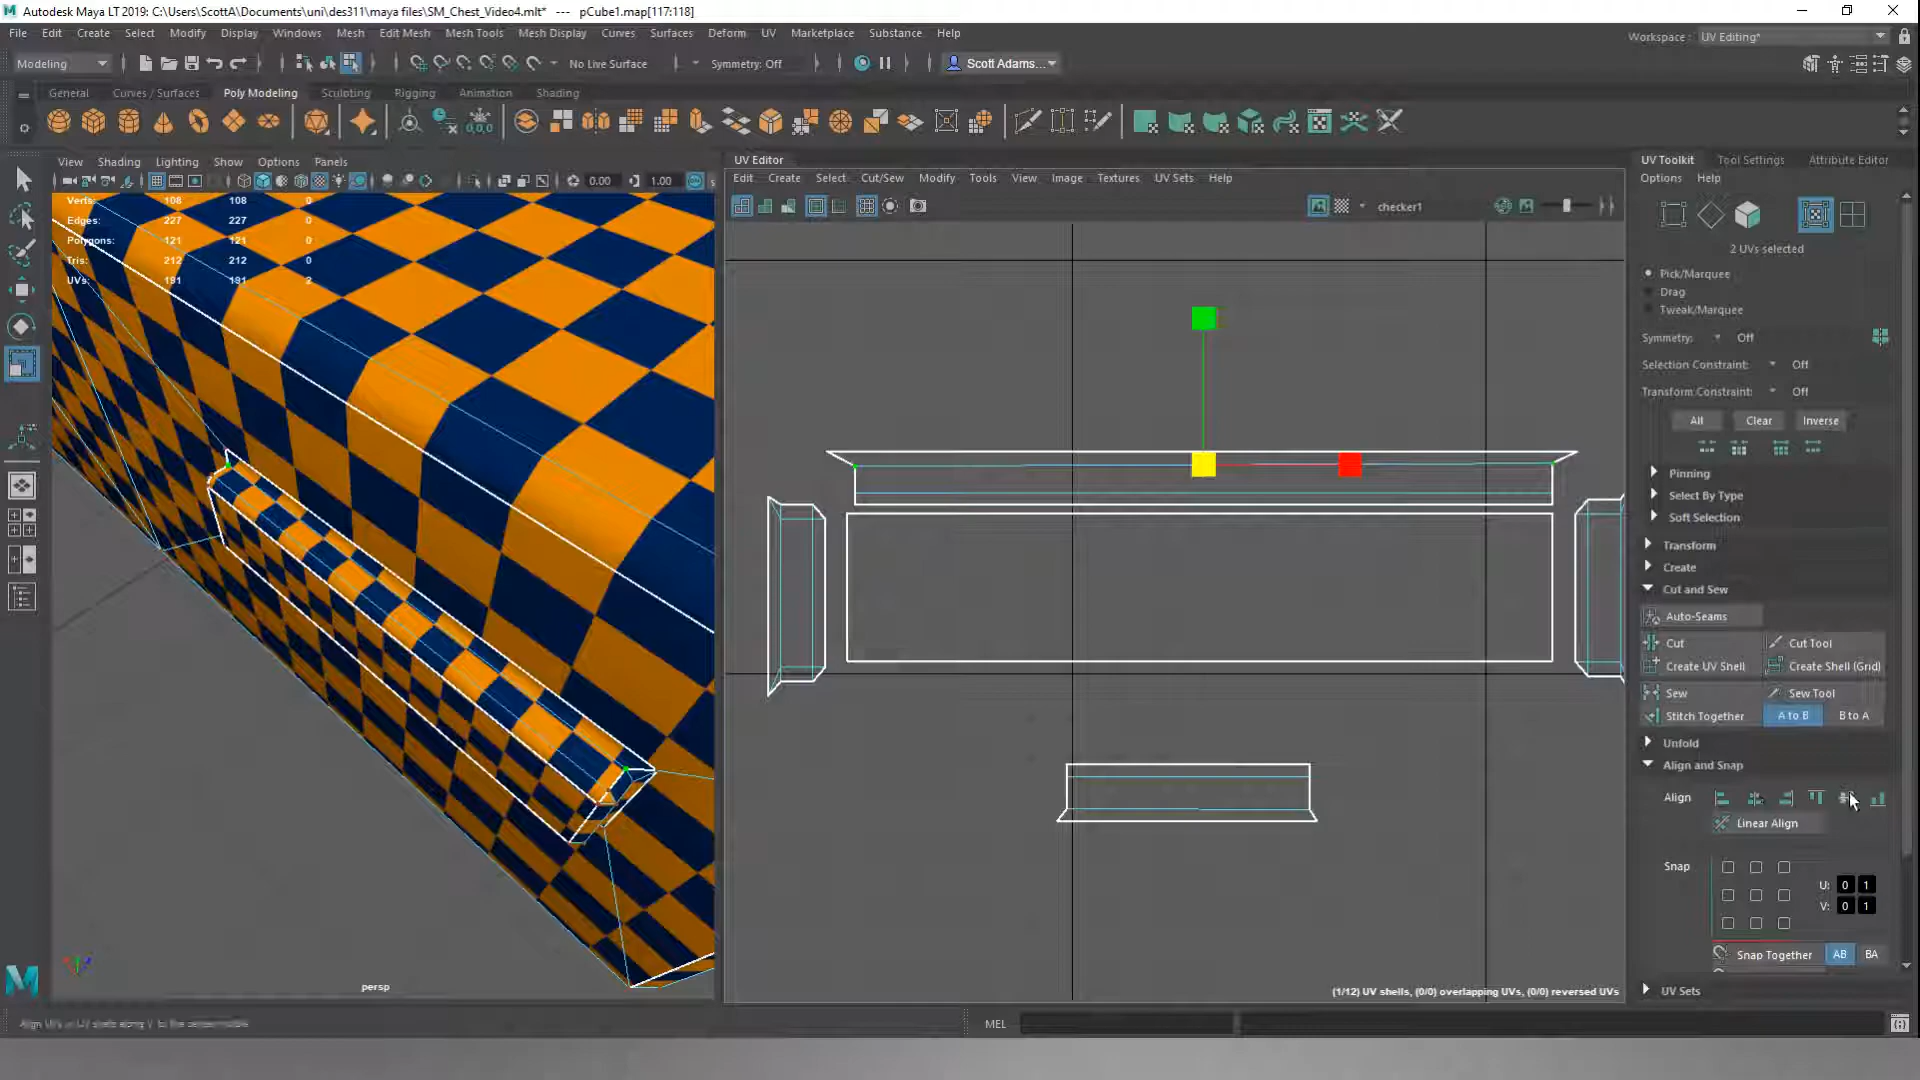 Autodesk Maya LT 2019: C:\Users\ScottA\Documents\uni\des311\maya files\SM_Chest_Video4.mlt* --- pCube1.map[117:118]
File Edit Create Select Modify Display Windows Mesh Edit Mesh Mesh Tools Mesh Display Curves Surfaces Deform UV Marketplace Substance Help
Workspace : UV Editing*
Modeling No Live Surface Symmetry: Off Scott Adams...
General Curves / Surfaces Poly Modeling Sculpting Rigging Animation Shading
View Shading Lighting Show Options Panels
0.00 1.00
Verts: 108 108 0
Edges: 227 227 0
Polygons: 121 121 0
Tris: 212 212 0
UVs: 191 191 2
persp
UV Editor
Edit Create Select Cut/Sew Modify Tools View Image Textures UV Sets Help
checker1
(1/12) UV shells, (0/0) overlapping UVs, (0/0) reversed UVs
UV Toolkit Tool Settings Attribute Editor
Options Help
2 UVs selected
Pick/Marquee
Drag
Tweak/Marquee
Symmetry: Off
Selection Constraint: Off
Transform Constraint: Off
All Clear Inverse
Pinning
Select By Type
Soft Selection
Transform
Create
Cut and Sew
Auto-Seams
Cut Cut Tool
Create UV Shell Create Shell (Grid)
Sew Sew Tool
Stitch Together A to B B to A
Unfold
Align and Snap
Align
Linear Align
Snap
U: 0 1
V: 0 1
Snap Together AB BA
UV Sets
MEL